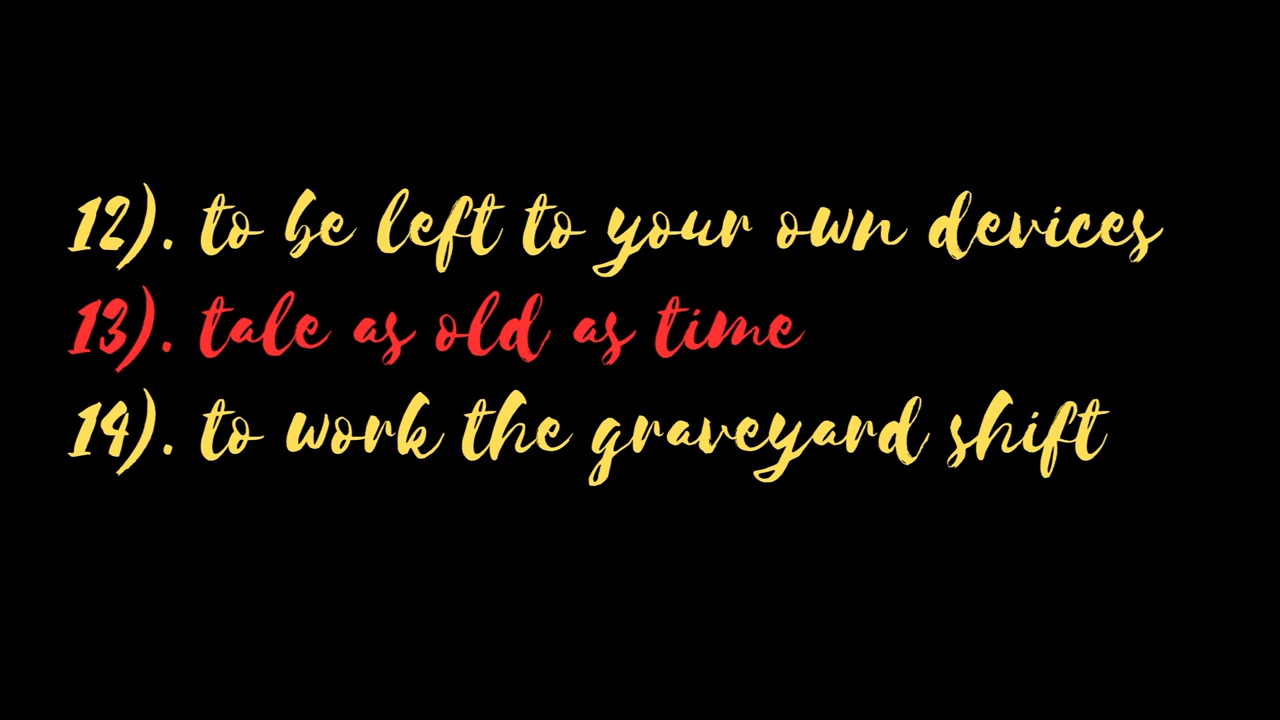 12). to be left to your own devices
13). tale as old as time
14). to work the graveyard shift